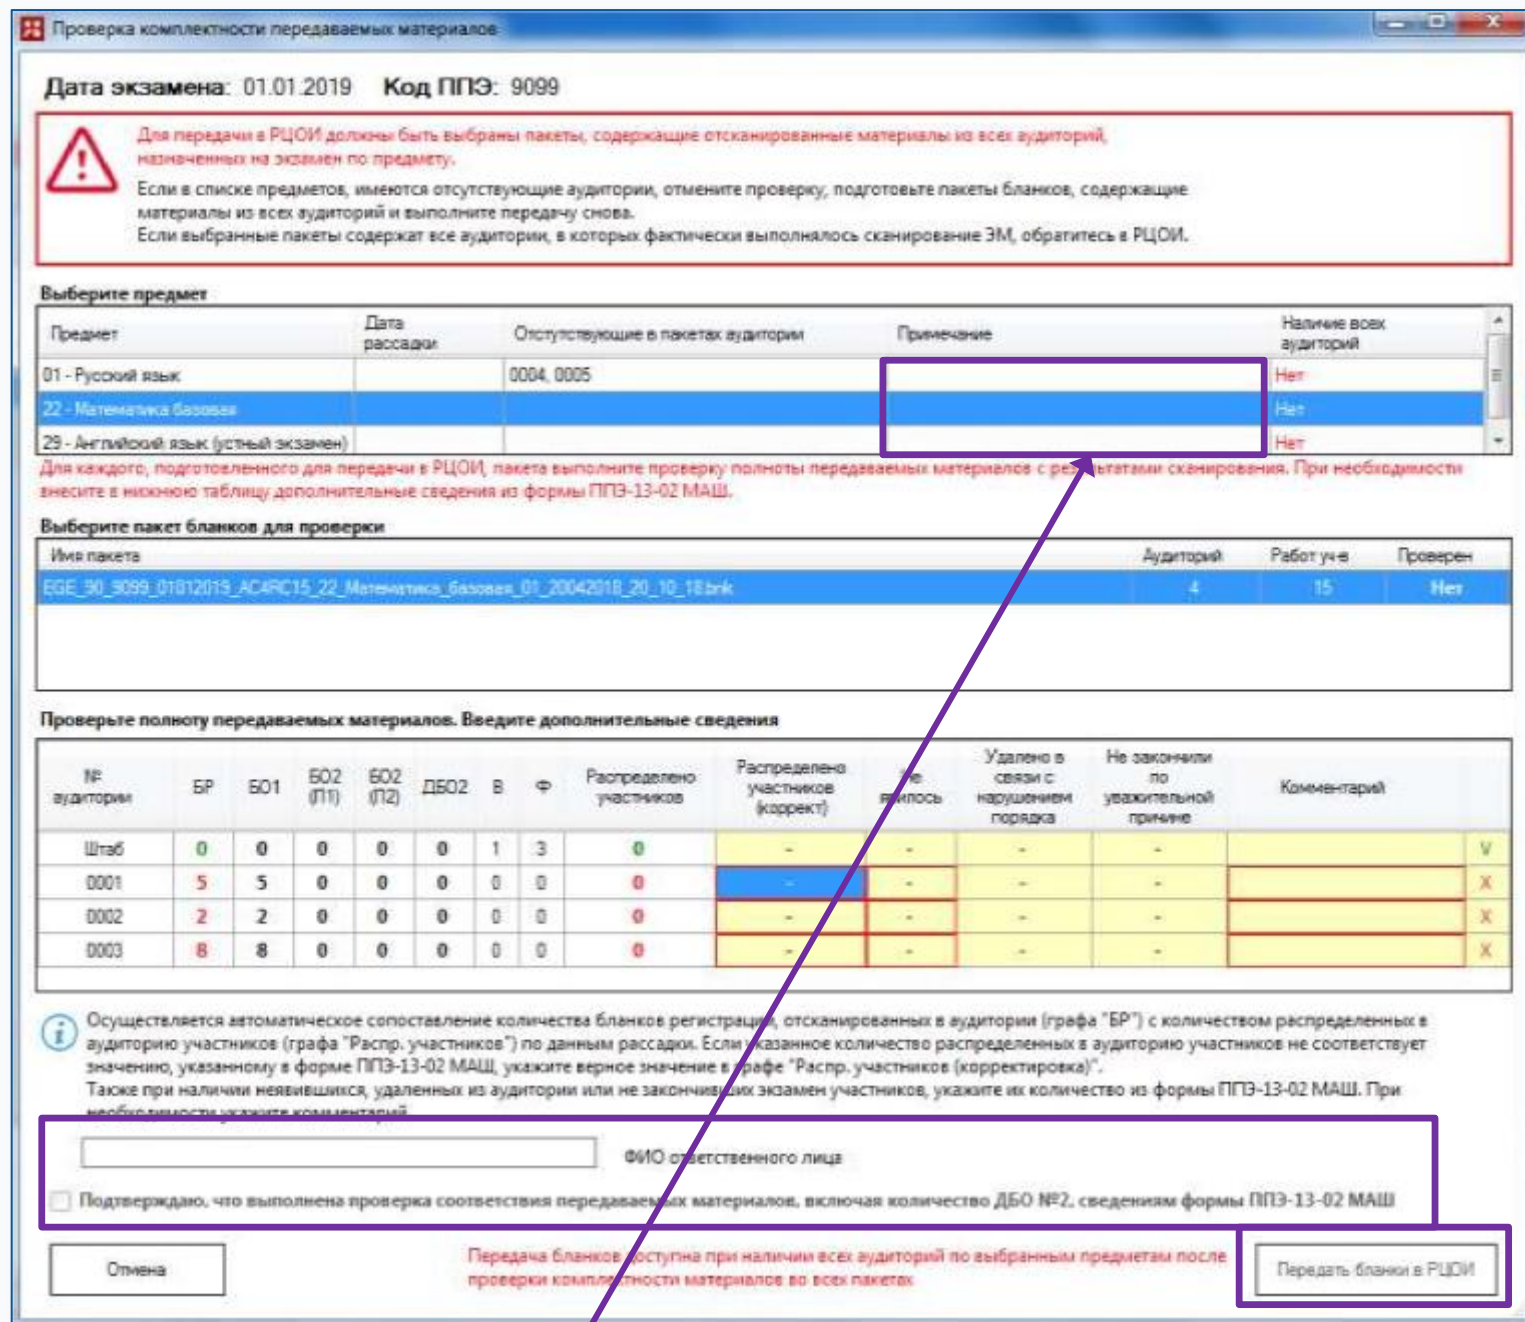 Проверка комплектности передаваемых материалов
Дата экзамена: 01.01.2019 Код ППЭ: 9099
Для передачи в РЦОИ должны быть выбраны пакеты, содержащие отсканированные материалы из всех аудиторий,
назначенных на экзамен по предмету.
Если в списке предметов, имеются отсутствующие аудитории, отмените проверку, подготовьте пакеты бланков, содержащие
материалы из всех аудиторий и выполните передачу снова.
Если выбранные пакеты содержат все аудитории, в которых фактически выполнялось сканирование ЭМ, обратитесь в РЦОИ.
Выберите предмет
Предмет Дата рассадки Отстутствующие в пакетах аудитории Примечание Наличие всех аудиторий
01 - Русский язык 0004, 0005 Нет
22 - Математика базовая Нет
29 - Английский язык (устный экзамен) Нет
Для каждого, подготовленного для передачи в РЦОИ, пакета выполните проверку полноты передаваемых материалов с результатами сканирования. При необходимости
внесите в нижнюю таблицу дополнительные сведения из формы ППЭ-13-02 МАШ.
Выберите пакет бланков для проверки
Имя пакета Аудиторий Работ уч-в Проверен
EGE_90_9099_01012019_AC4RC15_22_Математика_базовая_01_20042018_20_10_18.bnk 4 15 Нет
Проверьте полноту передаваемых материалов. Введите дополнительные сведения
№ аудитории БР БО1 БО2 (П1) БО2 (П2) ДБО2 В Ф Распределено участников Распределено участников (коррект) Не явилось Удалено в связи с нарушением порядка Не закончили по уважительной причине Комментарий
Штаб 0 0 0 0 0 1 3 0 - - - - V
0001 5 5 0 0 0 0 0 0 - - - - X
0002 2 2 0 0 0 0 0 0 - - - - X
0003 8 8 0 0 0 0 0 0 - - - - X
Осуществляется автоматическое сопоставление количества бланков регистрации, отсканированных в аудитории (графа "БР") с количеством распределенных в
аудиторию участников (графа "Распр. участников") по данным рассадки. Если указанное количество распределенных в аудиторию участников не соответствует
значению, указанному в форме ППЭ-13-02 МАШ, укажите верное значение в графе "Распр. участников (корректировка)".
Также при наличии неявившихся, удаленных из аудитории или не закончивших экзамен участников, укажите их количество из формы ППЭ-13-02 МАШ. При
необходимости укажите комментарий.
ФИО ответственного лица
Подтверждаю, что выполнена проверка соответствия передаваемых материалов, включая количество ДБО №2, сведениям формы ППЭ-13-02 МАШ
Отмена
Передача бланков доступна при наличии всех аудиторий по выбранным предметам после
проверки комплектности материалов во всех пакетах
Передать бланки в РЦОИ